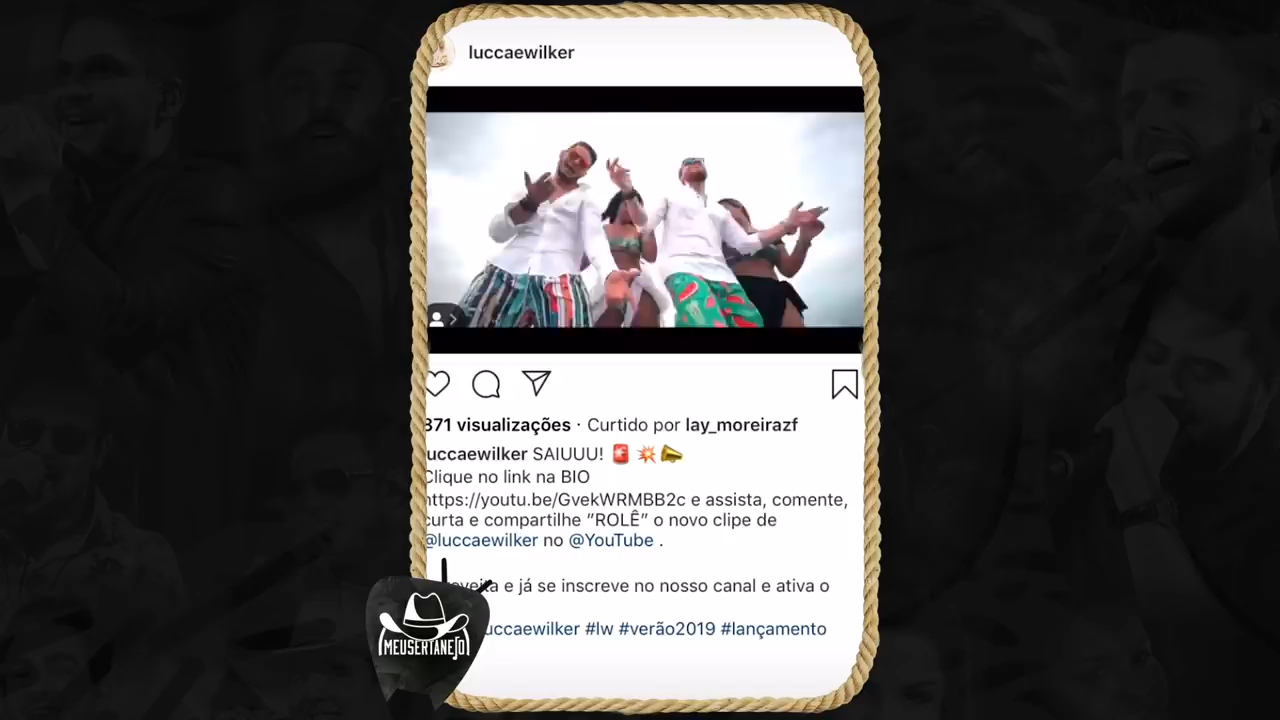 luccaewilker
371 visualizações · Curtido por lay_moreirazf
luccaewilker SAIUUU! 🚨 💥 📣
Clique no link na BIO
https://youtu.be/GvekWRMBB2c e assista, comente,
curta e compartilhe “ROLÊ” o novo clipe de
@luccaewilker no @YouTube .
e já se inscreve no nosso canal e ativa o
uccaewilker #lw #verão2019 #lançamento
MEUSERTANEJO